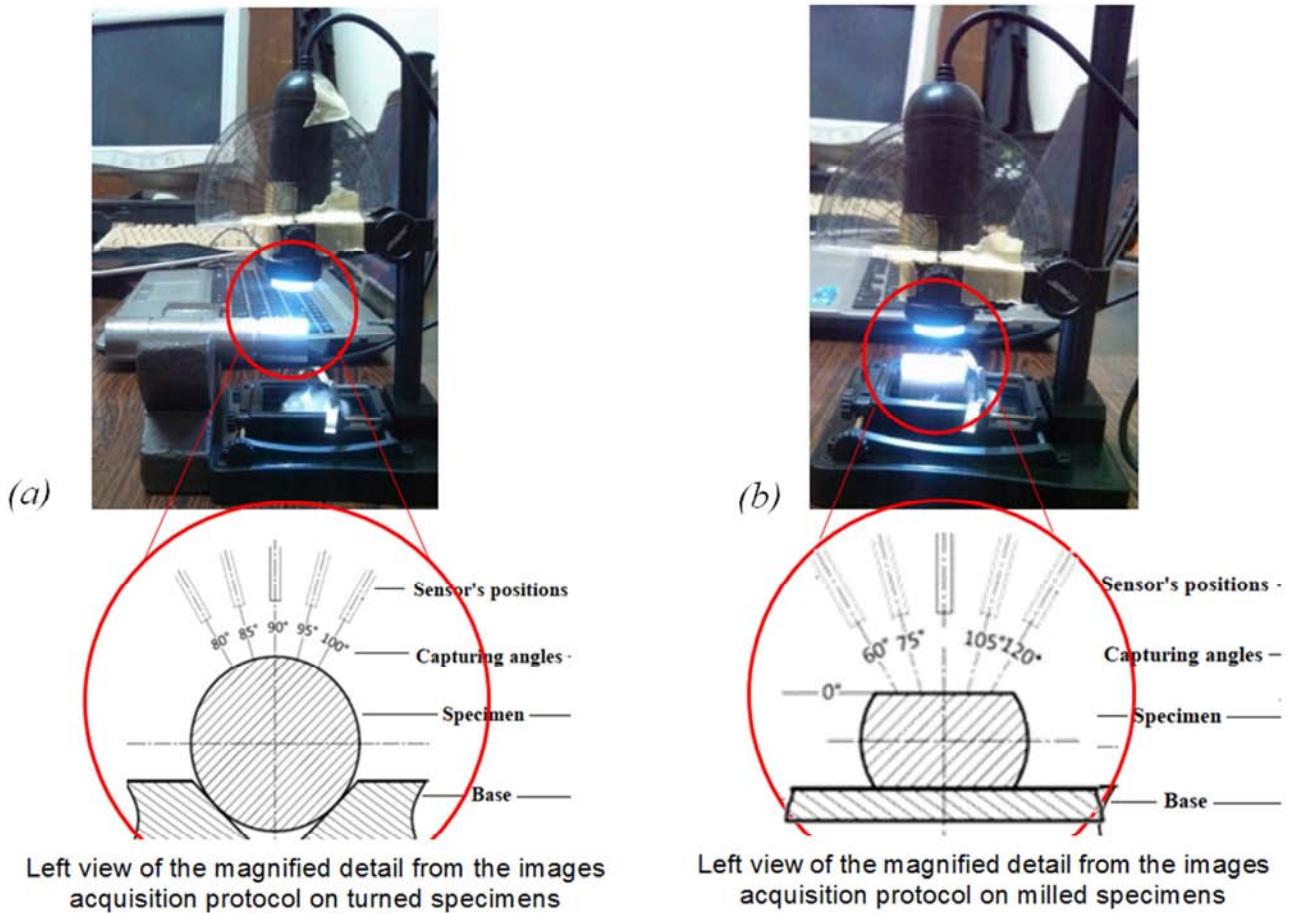 (a)
80° 85° 90° 95° 100°
Sensor's positions
Capturing angles
Specimen
Base
Left view of the magnified detail from the images
acquisition protocol on turned specimens
(b)
60° 75° 105° 120°
0°
Sensor's positions
Capturing angles
Specimen
Base
Left view of the magnified detail from the images
acquisition protocol on milled specimens